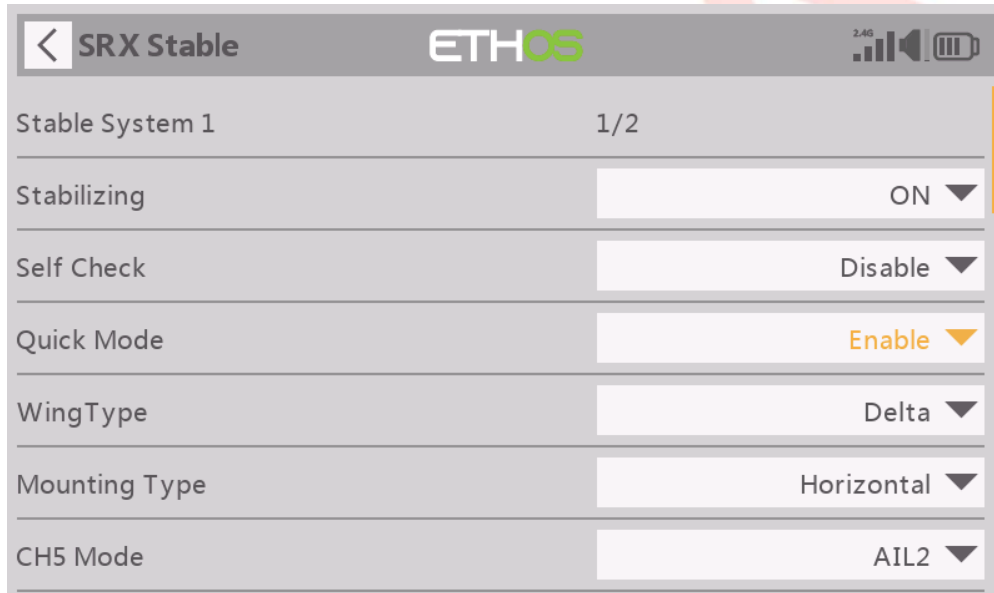 SRX Stable ETHOS 2.4G
Stable System 1 1/2
Stabilizing ON
Self Check Disable
Quick Mode Enable
WingType Delta
Mounting Type Horizontal
CH5 Mode AIL2